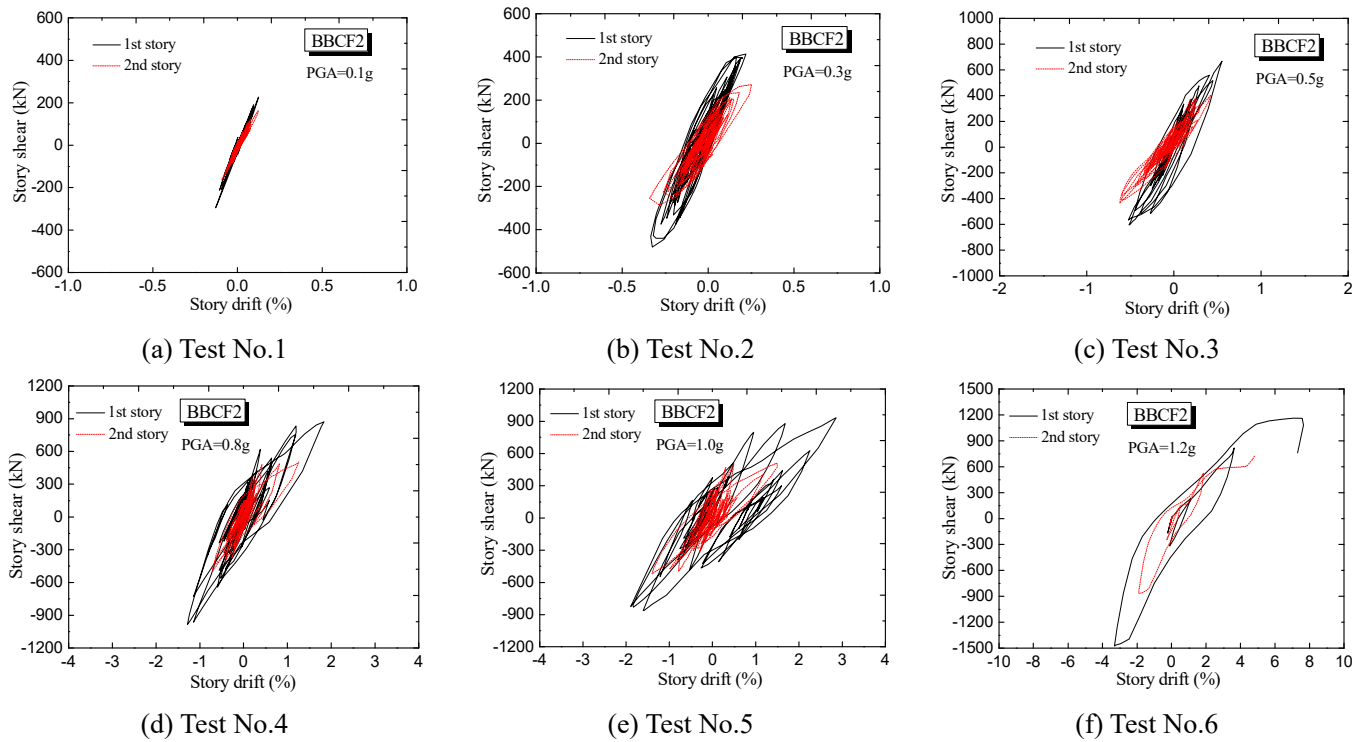 600
400
200
0
-200
-400
-600
-1.0
-0.5
0.0
0.5
1.0
Story shear (kN)
Story drift (%)
1st story
2nd story
BBCF2
PGA=0.1g
(a) Test No.1
600
400
200
0
-200
-400
-600
-1.0
-0.5
0.0
0.5
1.0
Story shear (kN)
Story drift (%)
1st story
2nd story
BBCF2
PGA=0.3g
(b) Test No.2
1000
800
600
400
200
0
-200
-400
-600
-800
-1000
-2
-1
0
1
2
Story shear (kN)
Story drift (%)
1st story
2nd story
BBCF2
PGA=0.5g
(c) Test No.3
1200
900
600
300
0
-300
-600
-900
-1200
-4
-3
-2
-1
0
1
2
3
4
Story shear (kN)
Story drift (%)
1st story
2nd story
BBCF2
PGA=0.8g
(d) Test No.4
1200
900
600
300
0
-300
-600
-900
-1200
-4
-3
-2
-1
0
1
2
3
4
Story shear (kN)
Story drift (%)
1st story
2nd story
BBCF2
PGA=1.0g
(e) Test No.5
1500
1200
900
600
300
0
-300
-600
-900
-1200
-1500
-10
-8
-6
-4
-2
0
2
4
6
8
10
Story shear (kN)
Story drift (%)
1st story
2nd story
BBCF2
PGA=1.2g
(f) Test No.6